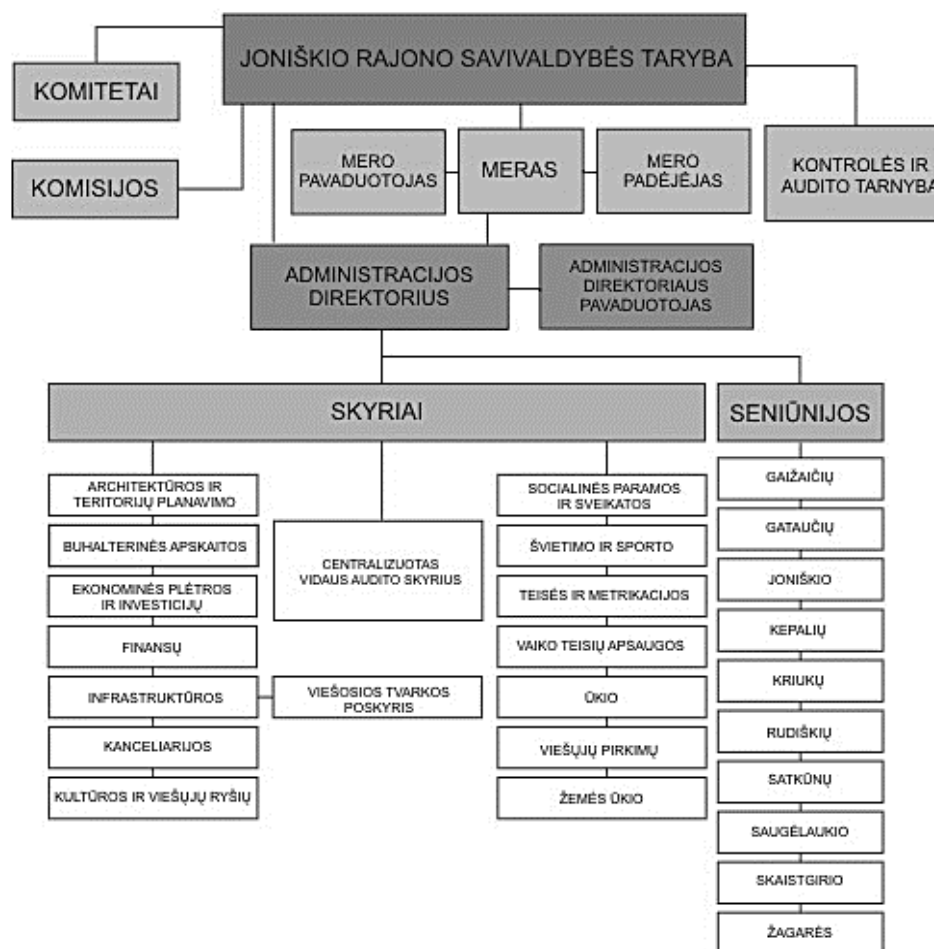 JONIŠKIO RAJONO SAVIVALDYBĖS TARYBA
KOMITETAI
KOMISIJOS
MERO
PAVADUOTOJAS
MERAS
MERO
PADĖJĖJAS
KONTROLĖS IR
AUDITO TARNYBA
ADMINISTRACIJOS
DIREKTORIUS
ADMINISTRACIJOS
DIREKTORIAUS
PAVADUOTOJAS
SKYRIAI
SENIŪNIJOS
ARCHITEKTŪROS IR
TERITORIJŲ PLANAVIMO
BUHALTERINĖS APSKAITOS
EKONOMINĖS PLĖTROS
IR INVESTICIJŲ
FINANSŲ
INFRASTRUKTŪROS
KANCELIARIJOS
KULTŪROS IR VIEŠŲJŲ RYŠIŲ
CENTRALIZUOTAS
VIDAUS AUDITO SKYRIUS
VIEŠOSIOS TVARKOS
POSKYRIS
SOCIALINĖS PARAMOS
IR SVEIKATOS
ŠVIETIMO IR SPORTO
TEISĖS IR METRIKACIJOS
VAIKO TEISIŲ APSAUGOS
ŪKIO
VIEŠŲJŲ PIRKIMŲ
ŽEMĖS ŪKIO
GAIŽAIČIŲ
GATAUČIŲ
JONIŠKIO
KEPALIŲ
KRIUKŲ
RUDIŠKIŲ
SATKŪNŲ
SAUGĖLAUKIO
SKAISTGIRIO
ŽAGARĖS